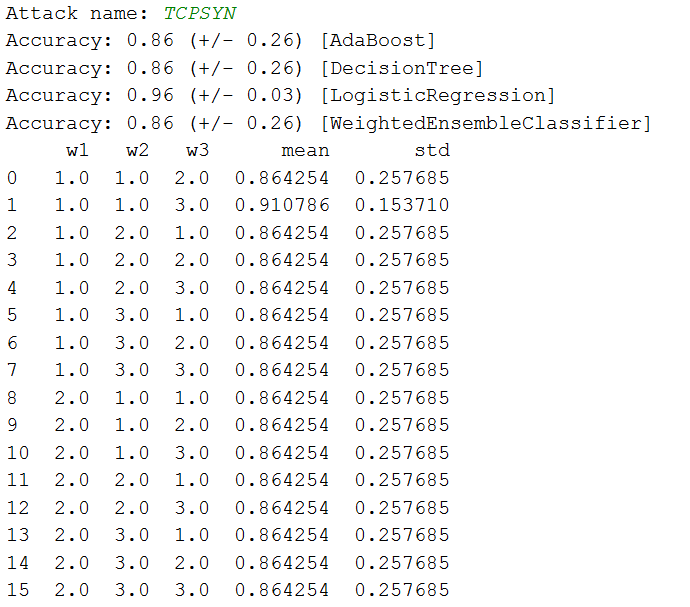 Attack name: TCPSYN
Accuracy: 0.86 (+/- 0.26) [AdaBoost]
Accuracy: 0.86 (+/- 0.26) [DecisionTree]
Accuracy: 0.96 (+/- 0.03) [LogisticRegression]
Accuracy: 0.86 (+/- 0.26) [WeightedEnsembleClassifier]
w1 w2 w3 mean std
0 1.0 1.0 2.0 0.864254 0.257685
1 1.0 1.0 3.0 0.910786 0.153710
2 1.0 2.0 1.0 0.864254 0.257685
3 1.0 2.0 2.0 0.864254 0.257685
4 1.0 2.0 3.0 0.864254 0.257685
5 1.0 3.0 1.0 0.864254 0.257685
6 1.0 3.0 2.0 0.864254 0.257685
7 1.0 3.0 3.0 0.864254 0.257685
8 2.0 1.0 1.0 0.864254 0.257685
9 2.0 1.0 2.0 0.864254 0.257685
10 2.0 1.0 3.0 0.864254 0.257685
11 2.0 2.0 1.0 0.864254 0.257685
12 2.0 2.0 3.0 0.864254 0.257685
13 2.0 3.0 1.0 0.864254 0.257685
14 2.0 3.0 2.0 0.864254 0.257685
15 2.0 3.0 3.0 0.864254 0.257685